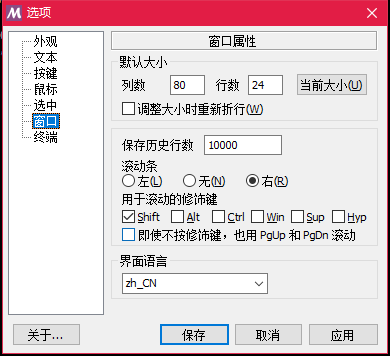 M 选项
外观
文本
按键
鼠标
选中
窗口
终端
窗口属性
默认大小
列数 80 行数 24 当前大小(U)
调整大小时重新折行(W)
保存历史行数 10000
滚动条
左(L) 无(N) 右(R)
用于滚动的修饰键
Shift Alt Ctrl Win Sup Hyp
即使不按修饰键，也用 PgUp 和 PgDn 滚动
界面语言
zh_CN
关于... 保存 取消 应用